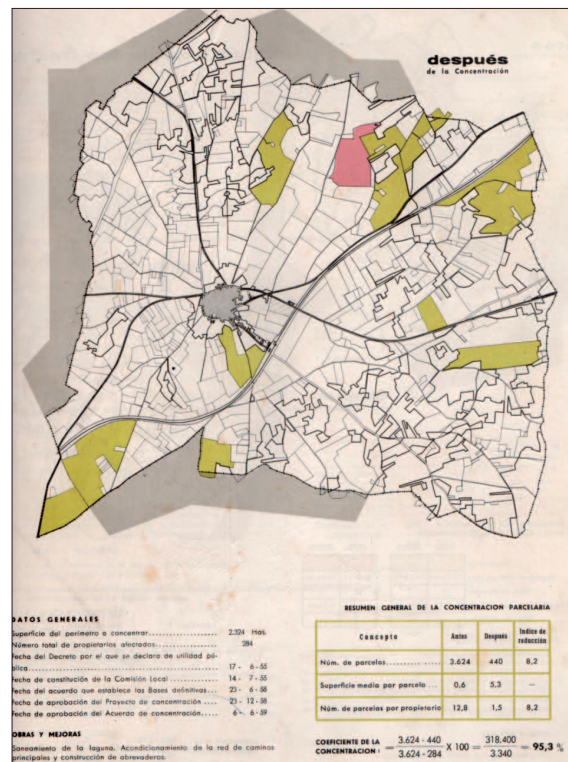 después
de la Concentración
DATOS GENERALES
Superficie del perímetro a concentrar............... 2.324 Has.
Número total de propietarios afectados............ 284
Fecha del Decreto por el que se declara de utilidad pú-
blica.............................. 17 - 6-55
Fecha de constitución de la Comisión Local........ 14 - 7-55
Fecha del acuerdo que establece las Bases definitivas... 23 - 6-58
Fecha de aprobación del Proyecto de concentración .... 23 - 12-58
Fecha de aprobación del Acuerdo de concentración.... 6 - 6-59
OBRAS Y MEJORAS
Saneamiento de la laguna. Acondicionamiento de la red de caminos
principales y construcción de abrevaderos.
RESUMEN GENERAL DE LA CONCENTRACION PARCELARIA
Concepto Antes Después Indice de reducción
Núm. de parcelas............. 3.624 440 8,2
Superficie media por parcela ... 0,6 5,3 —
Núm. de parcelas por propietario 12,8 1,5 8,2
COEFICIENTE DE LA CONCENTRACION: = 3.624 - 440 / 3.624 - 284 X 100 = 318.400 / 3.340 = 95,3 %